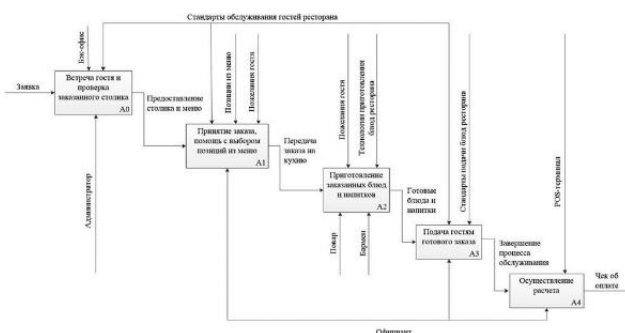 Стандарты обслуживания гостей ресторана
Бэк-офис
Заявка
Встреча гостя и
проверка
заказанного столика
A0
Администратор
Предоставление
столика и меню
Позиции из меню
Пожелания гостя
Принятие заказа,
помощь с выбором
позиций из меню
A1
Передача
заказа на
кухню
Пожелания гостя
Технологии приготовления
блюд ресторана
Приготовление
заказанных блюд
и напитков
A2
Повар
Бармен
Готовые
блюда и
напитки
Стандарты подачи блюд ресторана
Подача гостям
готового заказа
A3
Завершение
процесса
обслуживания
POS-терминал
Осуществление
расчета
A4
Чек об
оплате
Официант